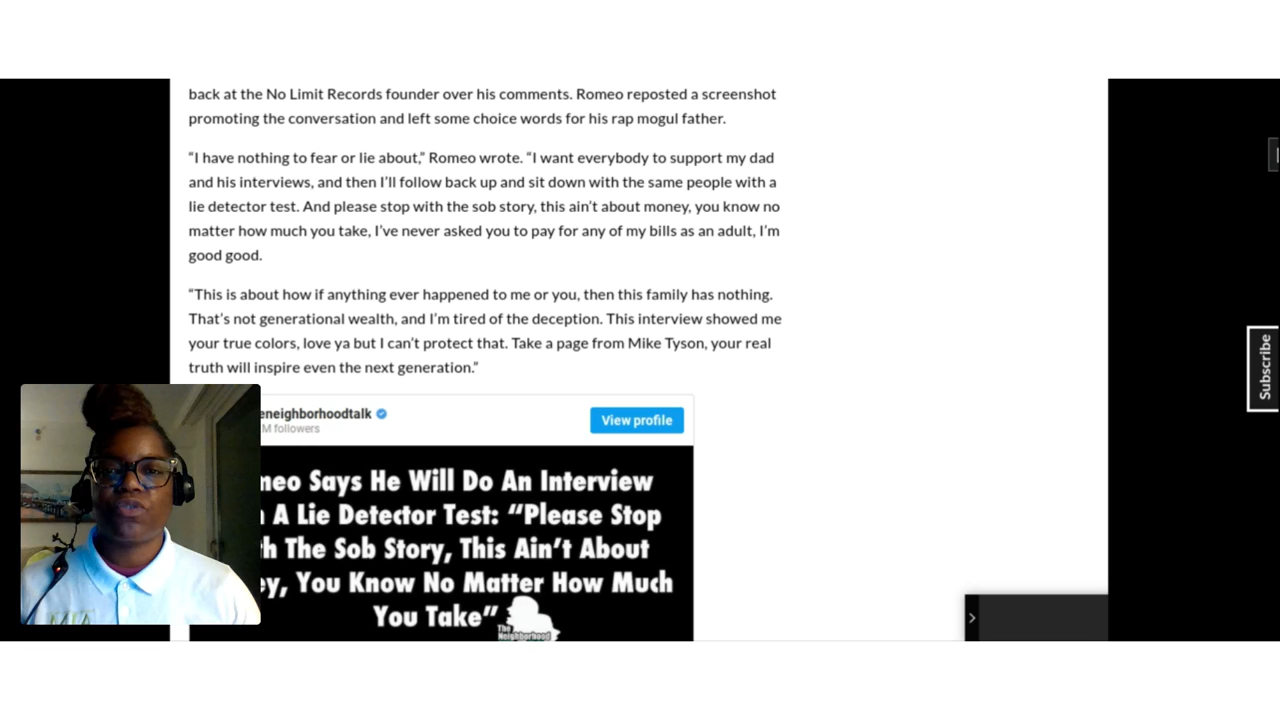 back at the No Limit Records founder over his comments. Romeo reposted a screenshot
promoting the conversation and left some choice words for his rap mogul father.
“I have nothing to fear or lie about,” Romeo wrote. “I want everybody to support my dad
and his interviews, and then I’ll follow back up and sit down with the same people with a
lie detector test. And please stop with the sob story, this ain’t about money, you know no
matter how much you take, I’ve never asked you to pay for any of my bills as an adult, I’m
good good.
“This is about how if anything ever happened to me or you, then this family has nothing.
That’s not generational wealth, and I’m tired of the deception. This interview showed me
your true colors, love ya but I can’t protect that. Take a page from Mike Tyson, your real
truth will inspire even the next generation.”
eneighborhoodtalk
M followers
View profile
meo Says He Will Do An Interview
A Lie Detector Test: “Please Stop
h The Sob Story, This Ain’t About
ey, You Know No Matter How Much
You Take”
The
Neighborhood
Subscribe